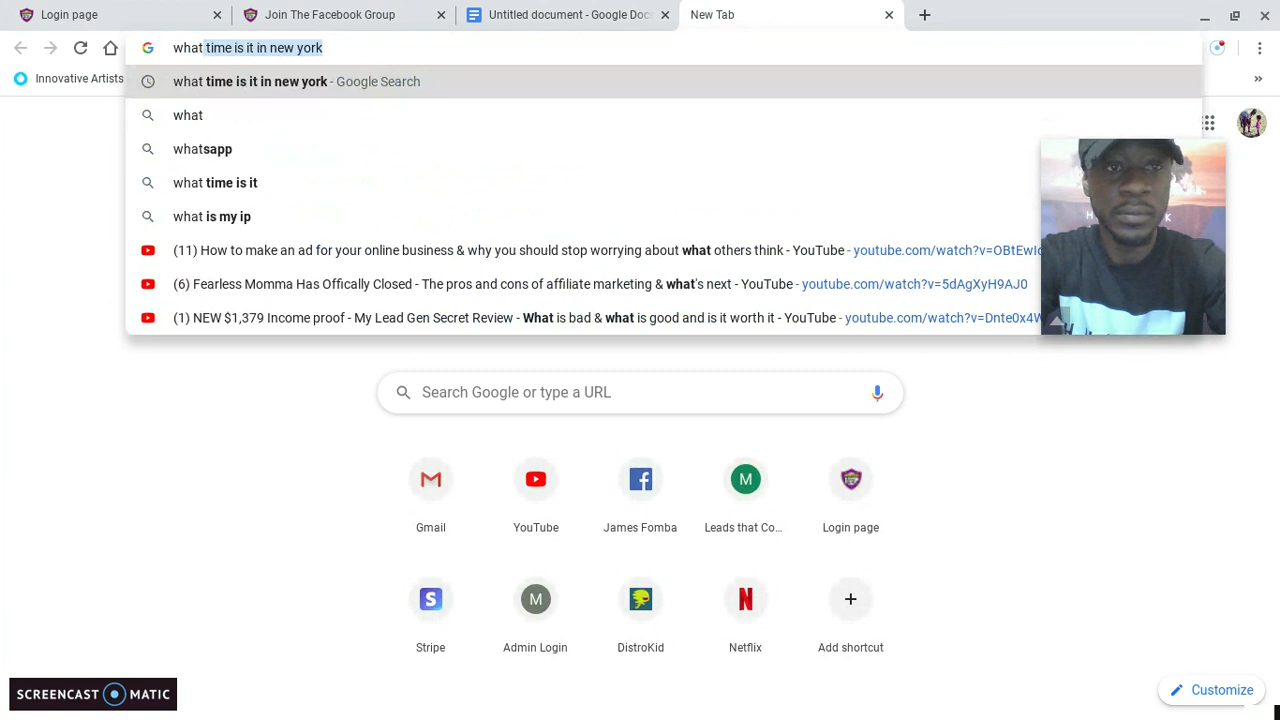 Login page
Join The Facebook Group
Untitled document - Google Docs
New Tab
what time is it in new york
Innovative Artists
what time is it in new york - Google Search
what
whatsapp
what time is it
what is my ip
(11) How to make an ad for your online business & why you should stop worrying about what others think - YouTube - youtube.com/watch?v=OBtEwI
(6) Fearless Momma Has Offically Closed - The pros and cons of affiliate marketing & what's next - YouTube - youtube.com/watch?v=5dAgXyH9AJ0
(1) NEW $1,379 Income proof - My Lead Gen Secret Review - What is bad & what is good and is it worth it - YouTube - youtube.com/watch?v=Dnte0x4W
Search Google or type a URL
M
Gmail
YouTube
James Fomba
Leads that Co...
Login page
S
M
N
Stripe
Admin Login
DistroKid
Netflix
Add shortcut
SCREENCAST MATIC
Customize